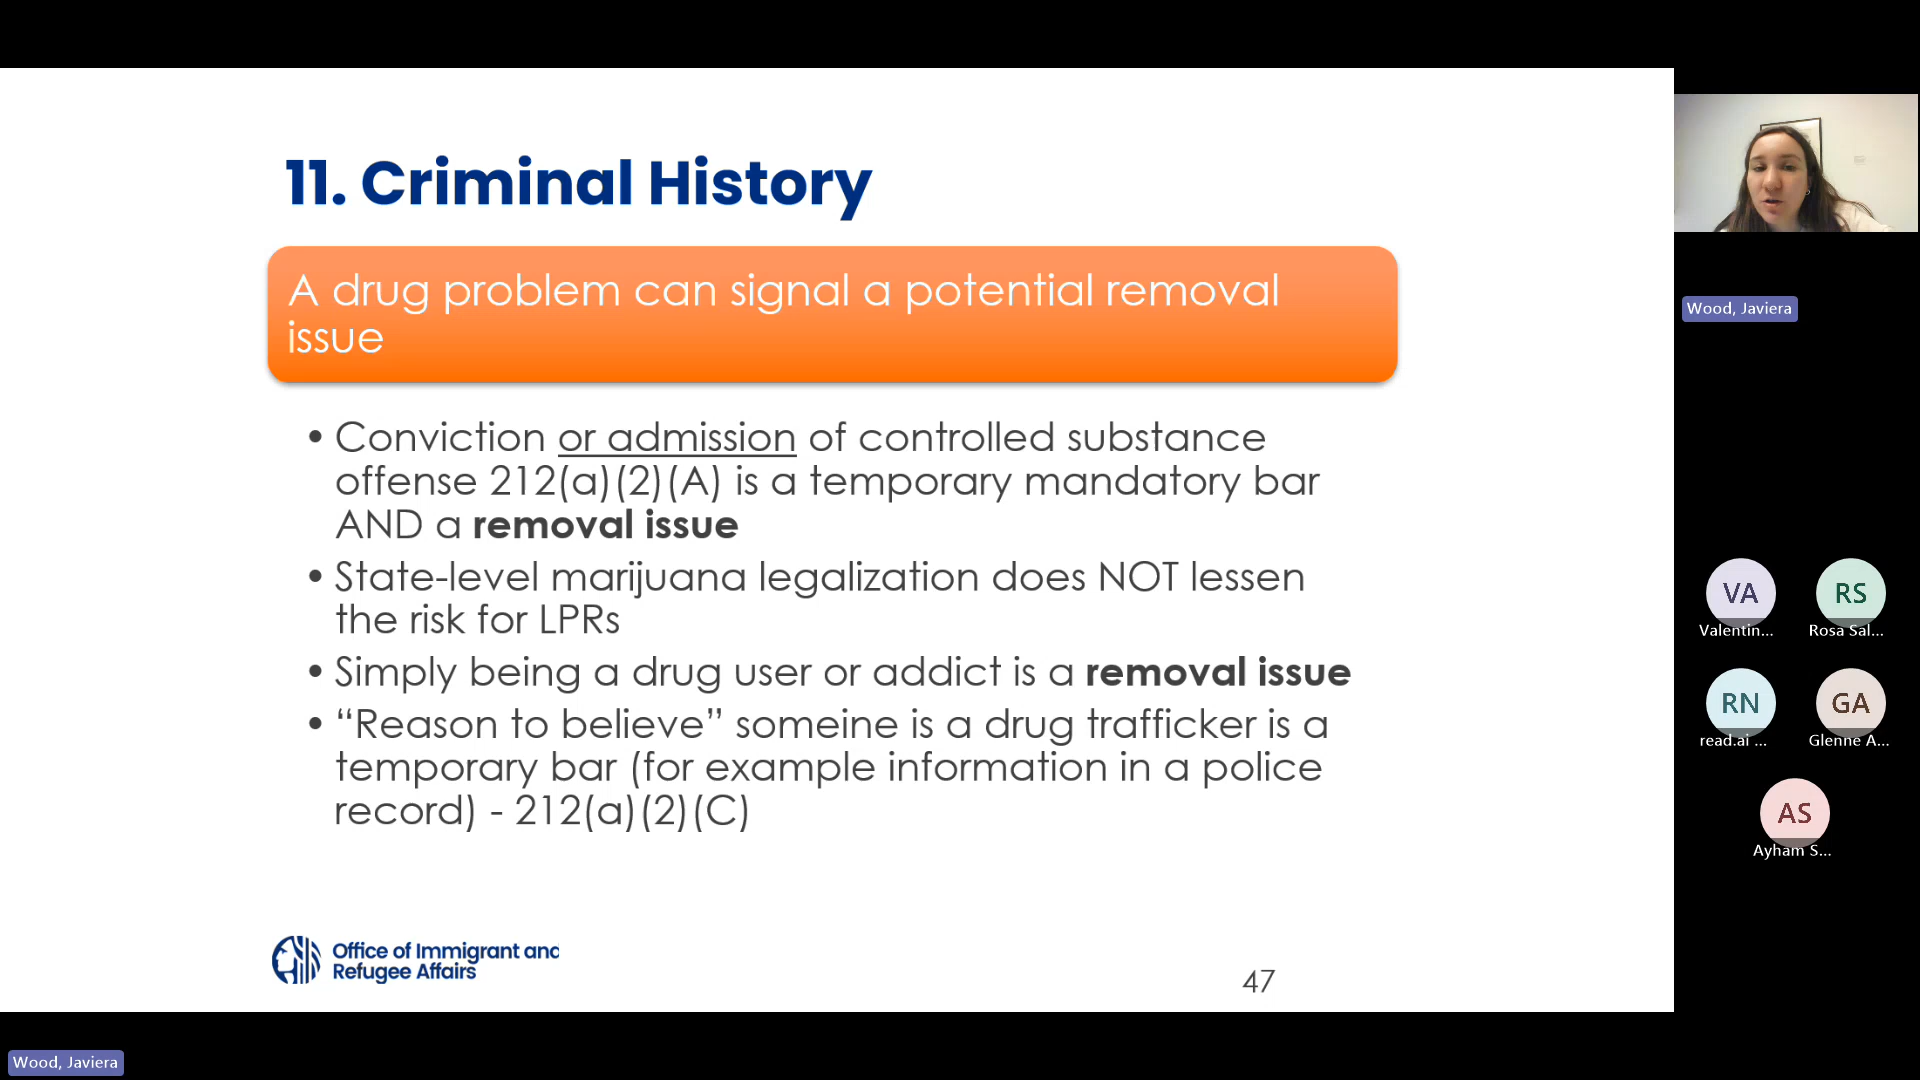 11. Criminal History
A drug problem can signal a potential removal
issue
• Conviction or admission of controlled substance
offense 212(a)(2)(A) is a temporary mandatory bar
AND a removal issue
• State-level marijuana legalization does NOT lessen
the risk for LPRs
• Simply being a drug user or addict is a removal issue
• “Reason to believe” someine is a drug trafficker is a
temporary bar (for example information in a police
record) - 212(a)(2)(C)
Office of Immigrant and
Refugee Affairs
47
Wood, Javiera
VA
Valentin...
RS
Rosa Sal...
RN
read.ai ...
GA
Glenne A...
AS
Ayham S...
Wood, Javiera